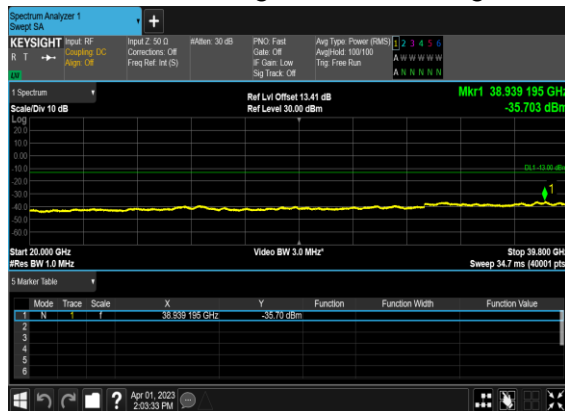 Spectrum Analyzer 1
Swept SA
KEYSIGHT Input: RF Input Z: 50 Ω #Atten: 30 dB PNO: Fast Avg Type: Power (RMS) 1 2 3 4 5 6
R T Coupling: DC Corrections: Off Gate: Off Avg|Hold: 100/100 A W W W W W
Align: Off Freq Ref: Int (S) IF Gain: Low Trig: Free Run
LW Sig Track: Off A N N N N N
1 Spectrum Ref Lvl Offset 13.41 dB Mkr1 38.939 195 GHz
Scale/Div 10 dB Ref Level 30.00 dBm -35.703 dBm
Log
20.0
10.0
0.00
-10.0 DL1 -13.00 dBm
-20.0
-30.0 1
-40.0
-50.0
-60.0
Start 20.000 GHz Video BW 3.0 MHz* Stop 39.800 GHz
#Res BW 1.0 MHz Sweep 34.7 ms (40001 pts)
5 Marker Table
Mode Trace Scale X Y Function Function Width Function Value
1 N 1 f 38.939 195 GHz -35.70 dBm
2
3
4
5
6
? Apr 01, 2023
2:03:33 PM